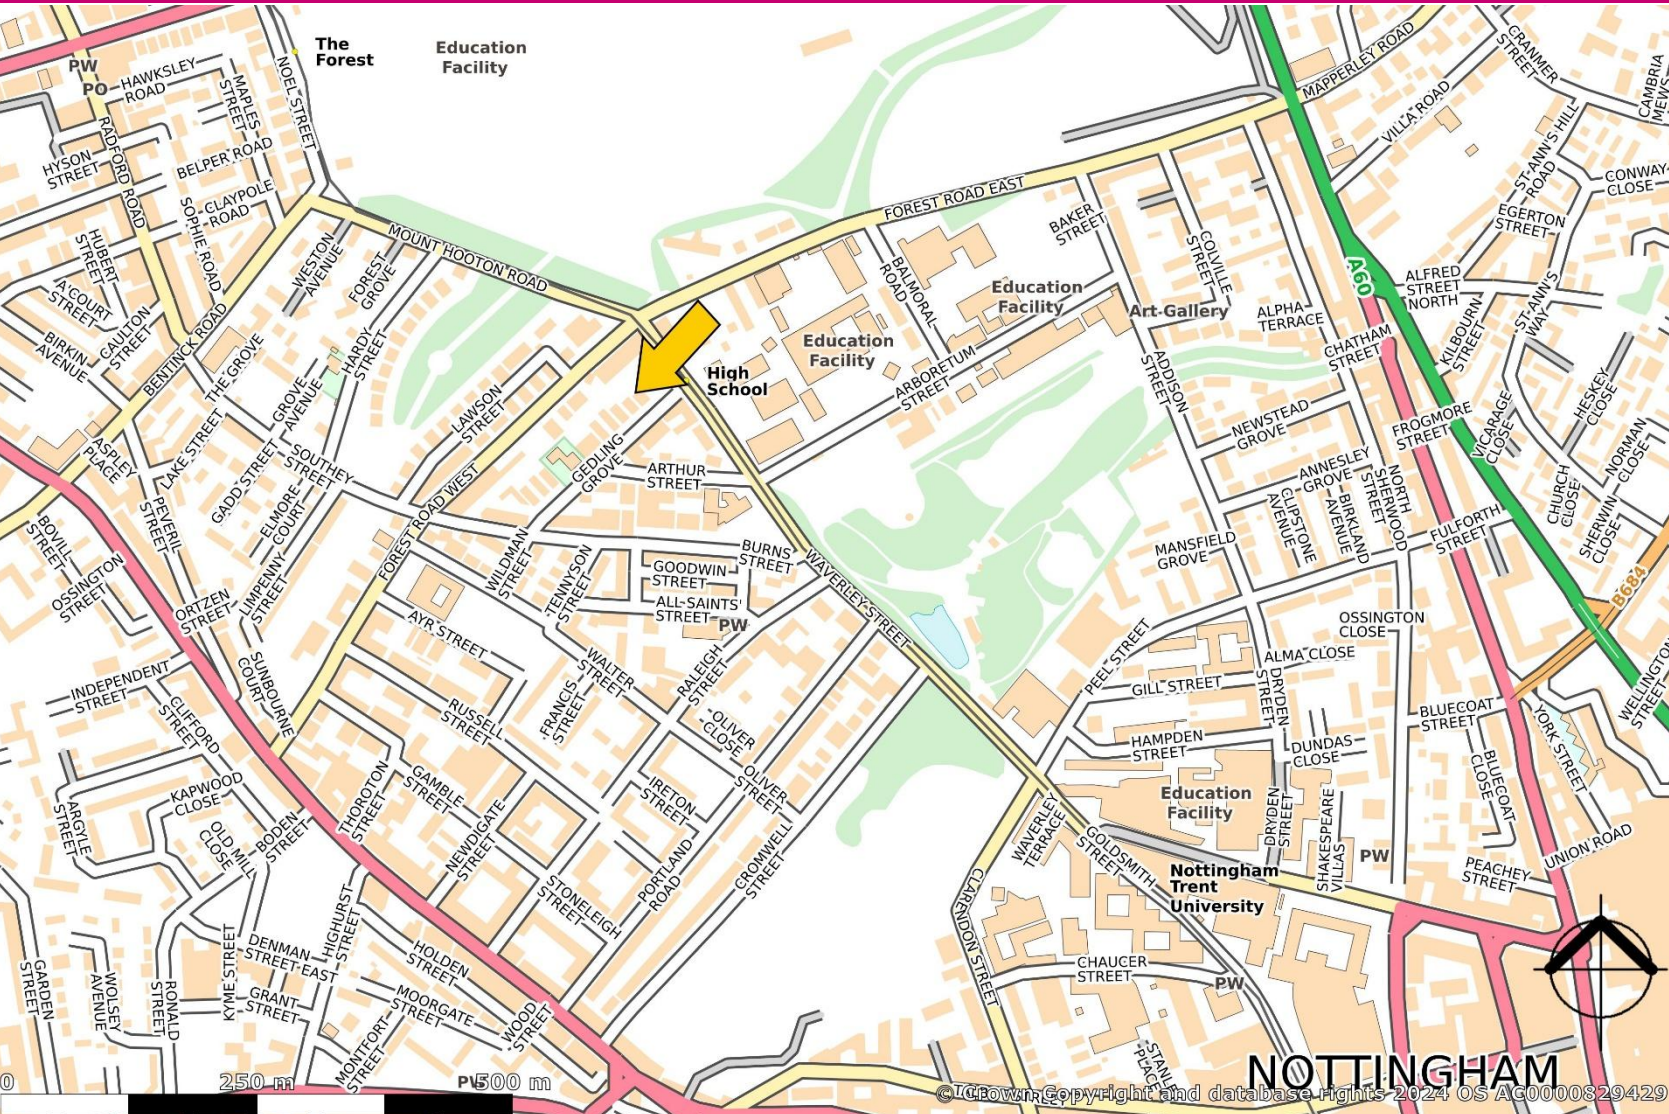 The
Forest
Education
Facility
PW
PO
HAWKSLEY
ROAD
MAPLES
STREET
NOEL STREET
MAPPERLEY ROAD
CRANMER
STREET
CAMBRIA
MEWS
VILLA ROAD
HYSON
STREET
RADFORD ROAD
BELPER ROAD
CLAYPOLE
ROAD
SOPHIE ROAD
ST-ANN'S HILL
ROAD
CONWAY
CLOSE
EGERTON
STREET
FOREST ROAD EAST
BAKER
STREET
COLVILLE
STREET
HUBERT
STREET
WESTON
AVENUE
FOREST
GROVE
MOUNT HOOTON ROAD
A'COURT
STREET
CAULTON
STREET
BIRKIN
AVENUE
BENTINCK ROAD
THE GROVE
GROVE
AVENUE
HARDY
STREET
BALMORAL
ROAD
Education
Facility
Art Gallery
ALPHA
TERRACE
A60
ALFRED
STREET
NORTH
ST-ANN'S
WAY
KILBOURN
STREET
CHATHAM
STREET
Education
Facility
High
School
ARBORETUM
STREET
ADDISON
STREET
LAWSON
STREET
NEWSTEAD
GROVE
FROGMORE
STREET
VICARAGE
CLOSE
HESKEY
CLOSE
NORMAN
CLOSE
ASPLEY
PLACE
LAKE STREET
GADD STREET
SOUTHEY
STREET
GEDLING
GROVE
ARTHUR
STREET
ANNESLEY
GROVE
CLIPSTONE
AVENUE
BIRKLAND
AVENUE
NORTH
SHERWOOD
STREET
CHURCH
CLOSE
SHERWIN
CLOSE
FULFORTH
STREET
PEVERIL
STREET
ELMORE
COURT
FOREST ROAD WEST
BOVILL
STREET
OSSINGTON
STREET
ORTZEN
STREET
LIMPENNY
STREET
WILDMAN
STREET
TENNYSON
STREET
BURNS
STREET
GOODWIN
STREET
ALL-SAINTS'
STREET
PW
WAVERLEY STREET
MANSFIELD
GROVE
B684
OSSINGTON
CLOSE
AYR STREET
WALTER
STREET
RALEIGH
STREET
PEEL STREET
ALMA CLOSE
GILL STREET
DRYDEN
STREET
INDEPENDENT
STREET
SUNBOURNE
COURT
CLIFFORD
STREET
RUSSELL
STREET
FRANCIS
STREET
OLIVER
CLOSE
HAMPDEN
STREET
DUNDAS
CLOSE
BLUECOAT
STREET
BLUECOAT
CLOSE
YORK STREET
WELLINGTON
STREET
KAPWOOD
CLOSE
ARGYLE
STREET
OLD MILL
CLOSE
BODEN
STREET
THOROTON
STREET
GAMBLE
STREET
NEWDIGATE
STREET
IRETON
STREET
OLIVER
STREET
Education
Facility
DRYDEN
STREET
SHAKESPEARE
VILLAS
PW
UNION ROAD
PEACHEY
STREET
WAVERLEY
TERRACE
GOLDSMITH
STREET
Nottingham
Trent
University
PORTLAND
ROAD
CROMWELL
STREET
STONELEIGH
STREET
CLARENDON STREET
HIGHURST
STREET
DENMAN
STREET-EAST
KYME STREET
HOLDEN
STREET
CHAUCER
STREET
PW
GARDEN
STREET
WOLSEY
AVENUE
RONALD
STREET
GRANT
STREET
MOORGATE
STREET
WOOD
STREET
MONTFORT
STREET
PW
NOTTINGHAM
0 250 m 500 m
© Crown Copyright and database rights 2024 OS AC0000829429